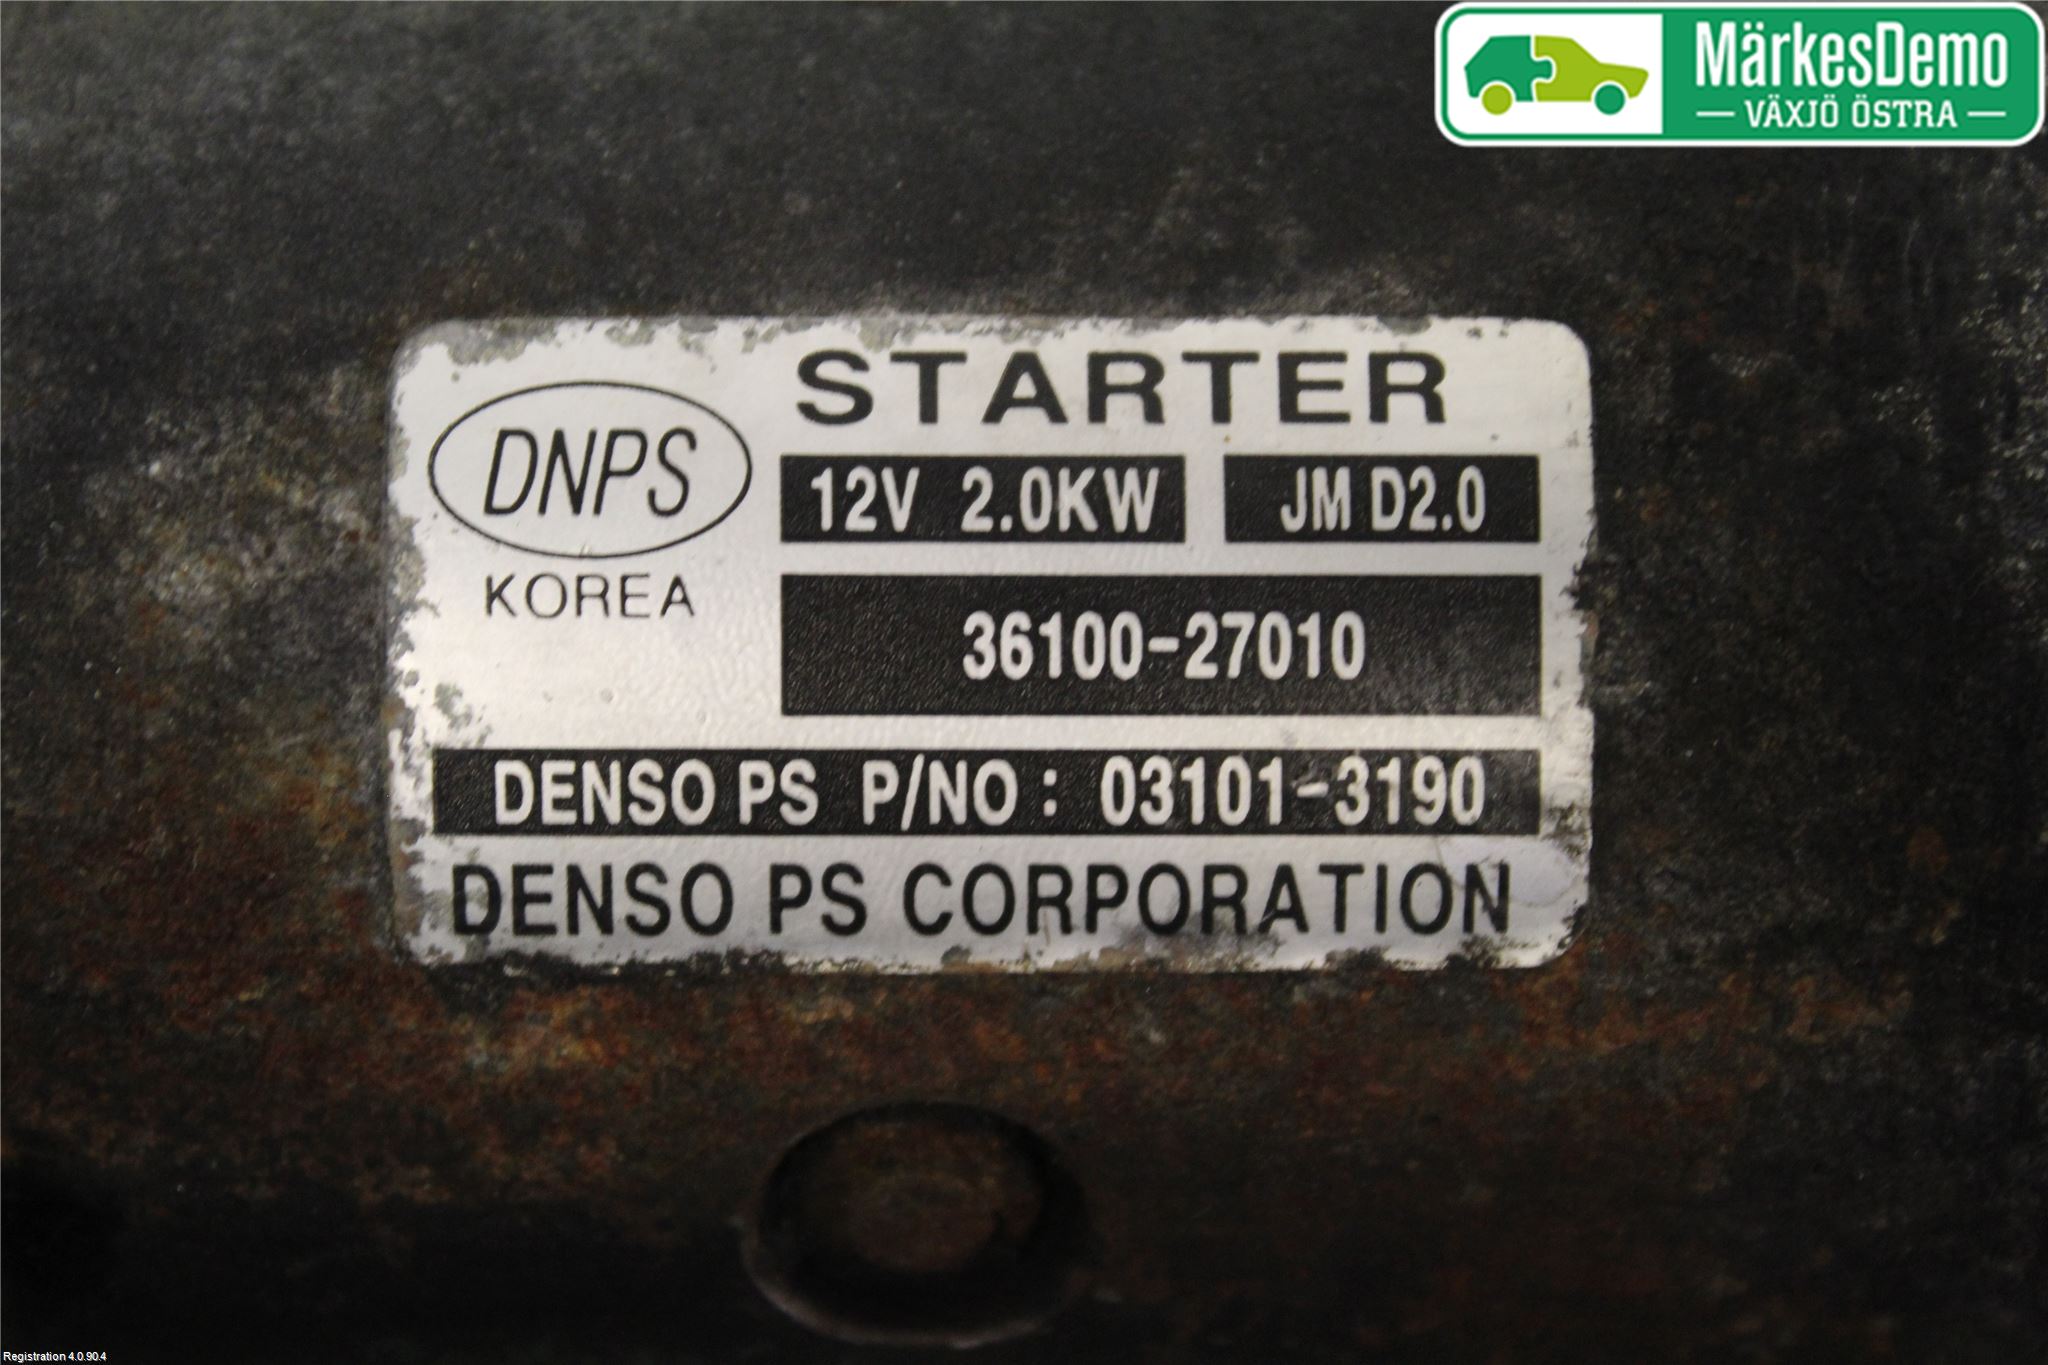 MärkesDemo
VÄXJÖ ÖSTRA
STARTER
DNPS
KOREA
12V 2.0KW JM D2.0
36100-27010
DENSO PS P/NO : 03101-3190
DENSO PS CORPORATION
Registration 4.0.90.4